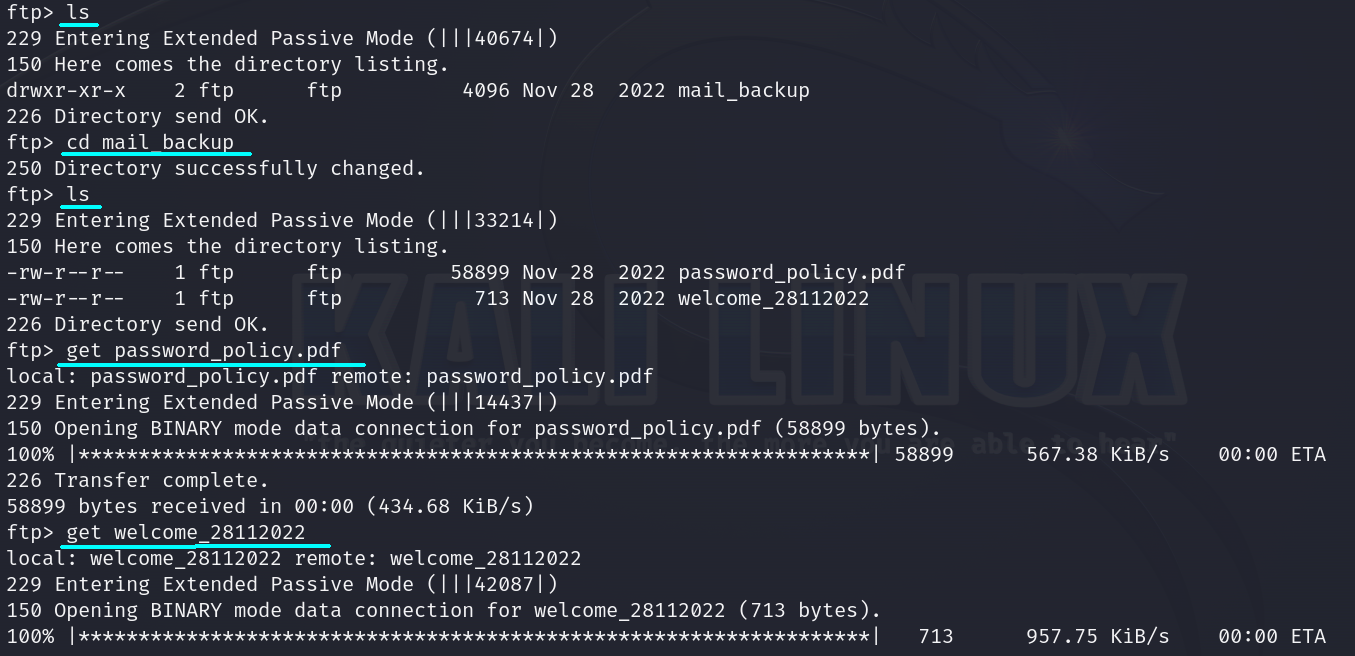 ftp> ls
229 Entering Extended Passive Mode (|||40674|)
150 Here comes the directory listing.
drwxr-xr-x    2 ftp      ftp          4096 Nov 28  2022 mail_backup
226 Directory send OK.
ftp> cd mail_backup
250 Directory successfully changed.
ftp> ls
229 Entering Extended Passive Mode (|||33214|)
150 Here comes the directory listing.
-rw-r--r--    1 ftp      ftp         58899 Nov 28  2022 password_policy.pdf
-rw-r--r--    1 ftp      ftp           713 Nov 28  2022 welcome_28112022
226 Directory send OK.
KALI LINUX
ftp> get password_policy.pdf
local: password_policy.pdf remote: password_policy.pdf
229 Entering Extended Passive Mode (|||14437|)
150 Opening BINARY mode data connection for password_policy.pdf (58899 bytes).
"the quieter you become, the more you are able to hear"
100% |******************************************************************| 58899      567.38 KiB/s    00:00 ETA
226 Transfer complete.
58899 bytes received in 00:00 (434.68 KiB/s)
ftp> get welcome_28112022
local: welcome_28112022 remote: welcome_28112022
229 Entering Extended Passive Mode (|||42087|)
150 Opening BINARY mode data connection for welcome_28112022 (713 bytes).
100% |******************************************************************|   713      957.75 KiB/s    00:00 ETA